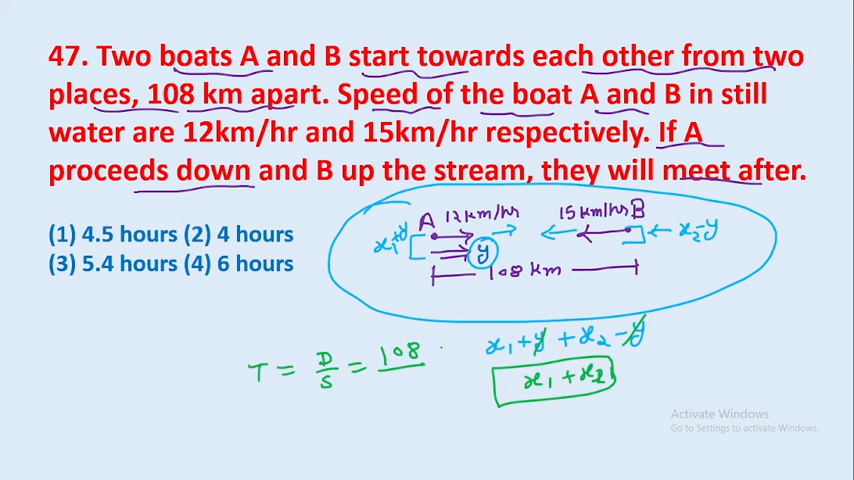 47. Two boats A and B start towards each other from two
places, 108 km apart. Speed of the boat A and B in still
water are 12km/hr and 15km/hr respectively. If A
proceeds down and B up the stream, they will meet after.
(1) 4.5 hours (2) 4 hours
(3) 5.4 hours (4) 6 hours
A 12km/hr 15km/hr B
x₁+y y x₂-y
108 km
x₁+y+x₂-y
T = D/S = 108
x₁+x₂
Activate Windows
Go to Settings to activate Windows.